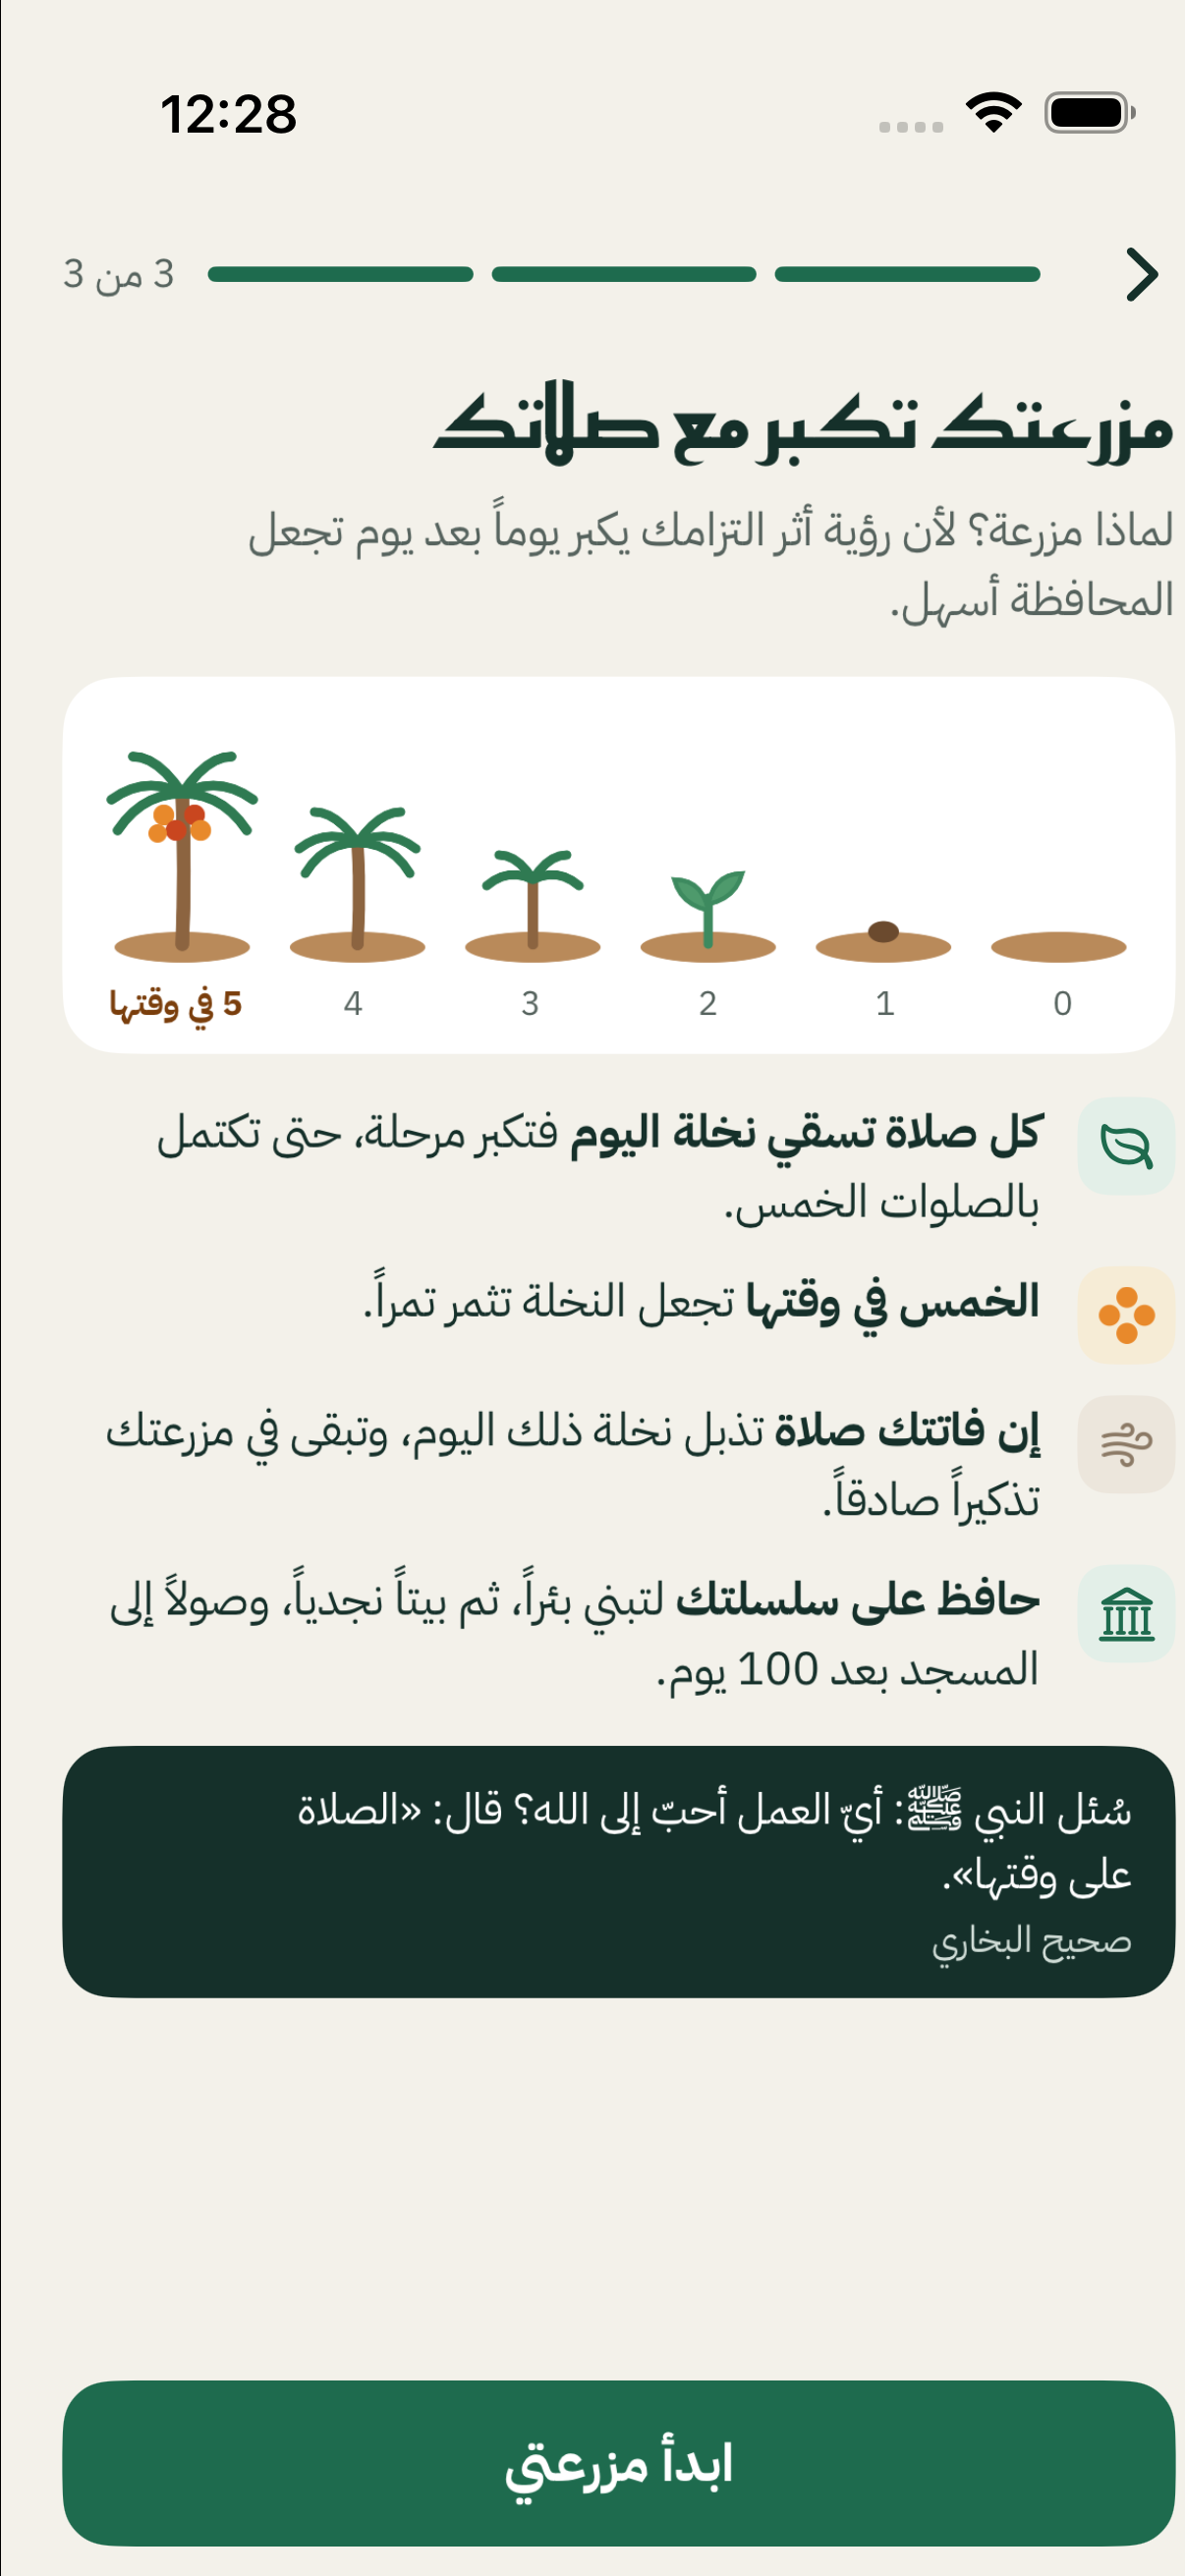 12:28
3 من 3
مزرعتك تكبر مع صلاتك
لماذا مزرعة؟ لأن رؤية أثر التزامك يكبر يوماً بعد يوم تجعل
المحافظة أسهل.
0 1 2 3 4 5 في وقتها
كل صلاة تسقي نخلة اليوم فتكبر مرحلة، حتى تكتمل
بالصلوات الخمس.
الخمس في وقتها تجعل النخلة تثمر تمراً.
إن فاتتك صلاة تذبل نخلة ذلك اليوم، وتبقى في مزرعتك
تذكيراً صادقاً.
حافظ على سلسلتك لتبني بئراً، ثم بيتاً نجدياً، وصولاً إلى
المسجد بعد 100 يوم.
سُئل النبي ﷺ: أيّ العمل أحبّ إلى الله؟ قال: «الصلاة
على وقتها».
صحيح البخاري
ابدأ مزرعتي